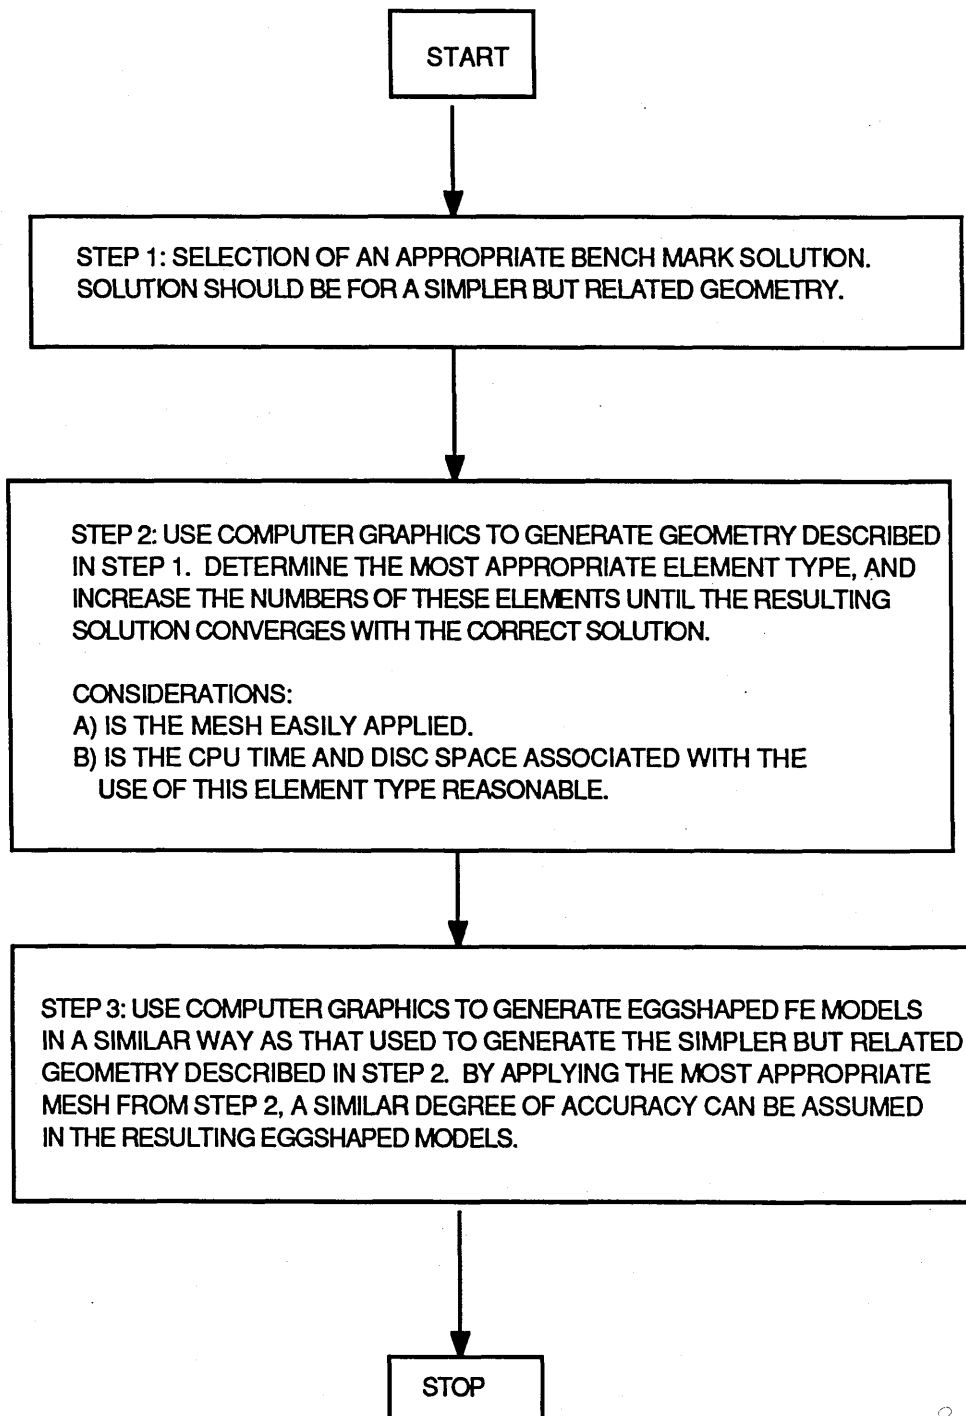 START
STEP 1: SELECTION OF AN APPROPRIATE BENCH MARK SOLUTION.
SOLUTION SHOULD BE FOR A SIMPLER BUT RELATED GEOMETRY.
STEP 2: USE COMPUTER GRAPHICS TO GENERATE GEOMETRY DESCRIBED
IN STEP 1. DETERMINE THE MOST APPROPRIATE ELEMENT TYPE, AND
INCREASE THE NUMBERS OF THESE ELEMENTS UNTIL THE RESULTING
SOLUTION CONVERGES WITH THE CORRECT SOLUTION.
CONSIDERATIONS:
A) IS THE MESH EASILY APPLIED.
B) IS THE CPU TIME AND DISC SPACE ASSOCIATED WITH THE
USE OF THIS ELEMENT TYPE REASONABLE.
STEP 3: USE COMPUTER GRAPHICS TO GENERATE EGGSHAPED FE MODELS
IN A SIMILAR WAY AS THAT USED TO GENERATE THE SIMPLER BUT RELATED
GEOMETRY DESCRIBED IN STEP 2. BY APPLYING THE MOST APPROPRIATE
MESH FROM STEP 2, A SIMILAR DEGREE OF ACCURACY CAN BE ASSUMED
IN THE RESULTING EGGSHAPED MODELS.
STOP